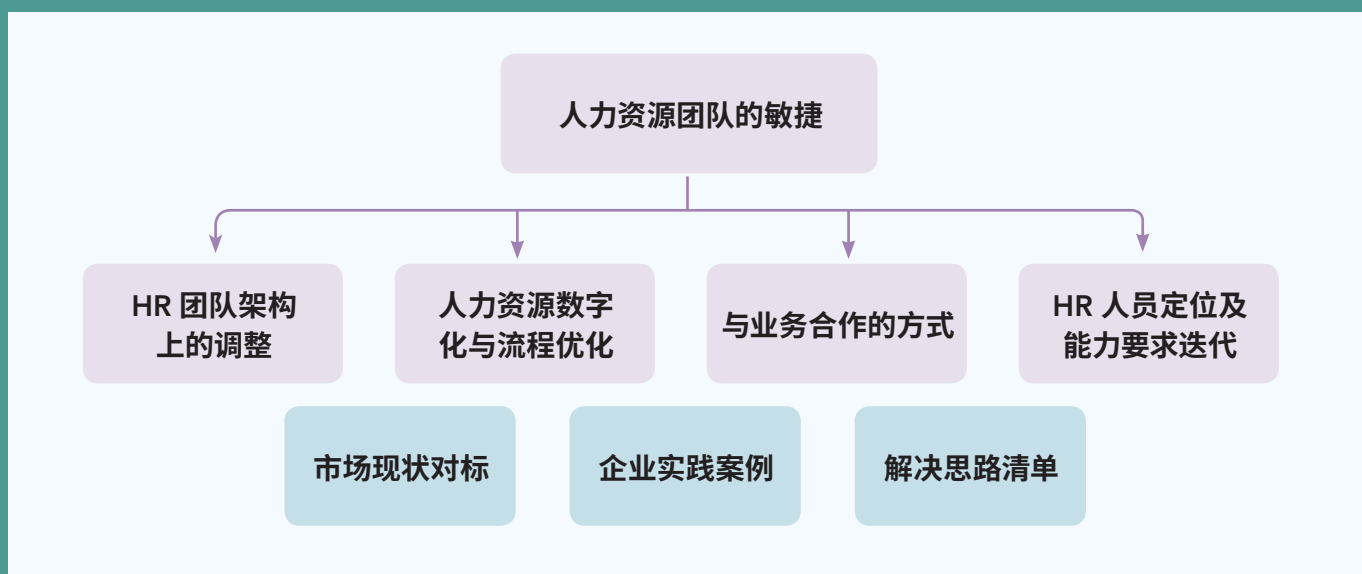 人力资源团队的敏捷
HR 团队架构
上的调整
人力资源数字
化与流程优化
与业务合作的方式
HR 人员定位及
能力要求迭代
市场现状对标
企业实践案例
解决思路清单